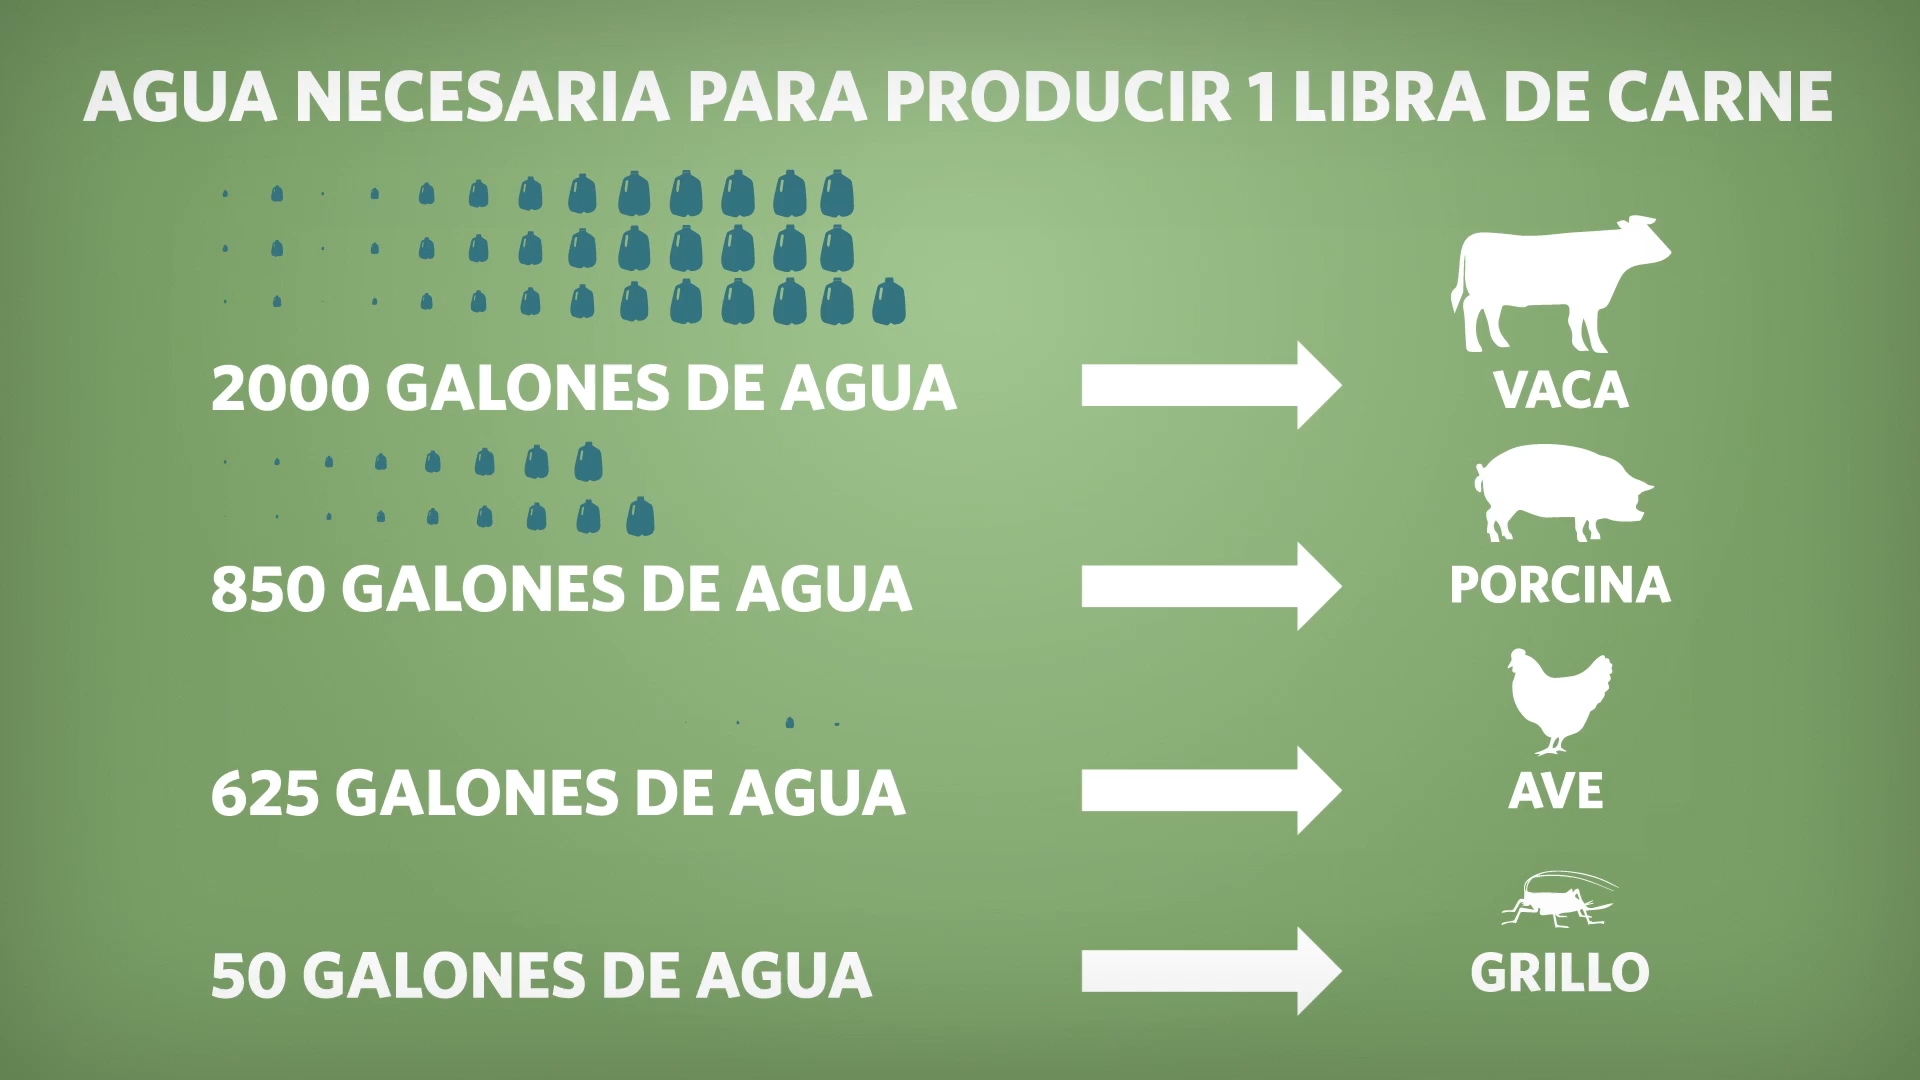 AGUA NECESARIA PARA PRODUCIR 1 LIBRA DE CARNE
2000 GALONES DE AGUA
VACA
850 GALONES DE AGUA
PORCINA
625 GALONES DE AGUA
AVE
50 GALONES DE AGUA
GRILLO